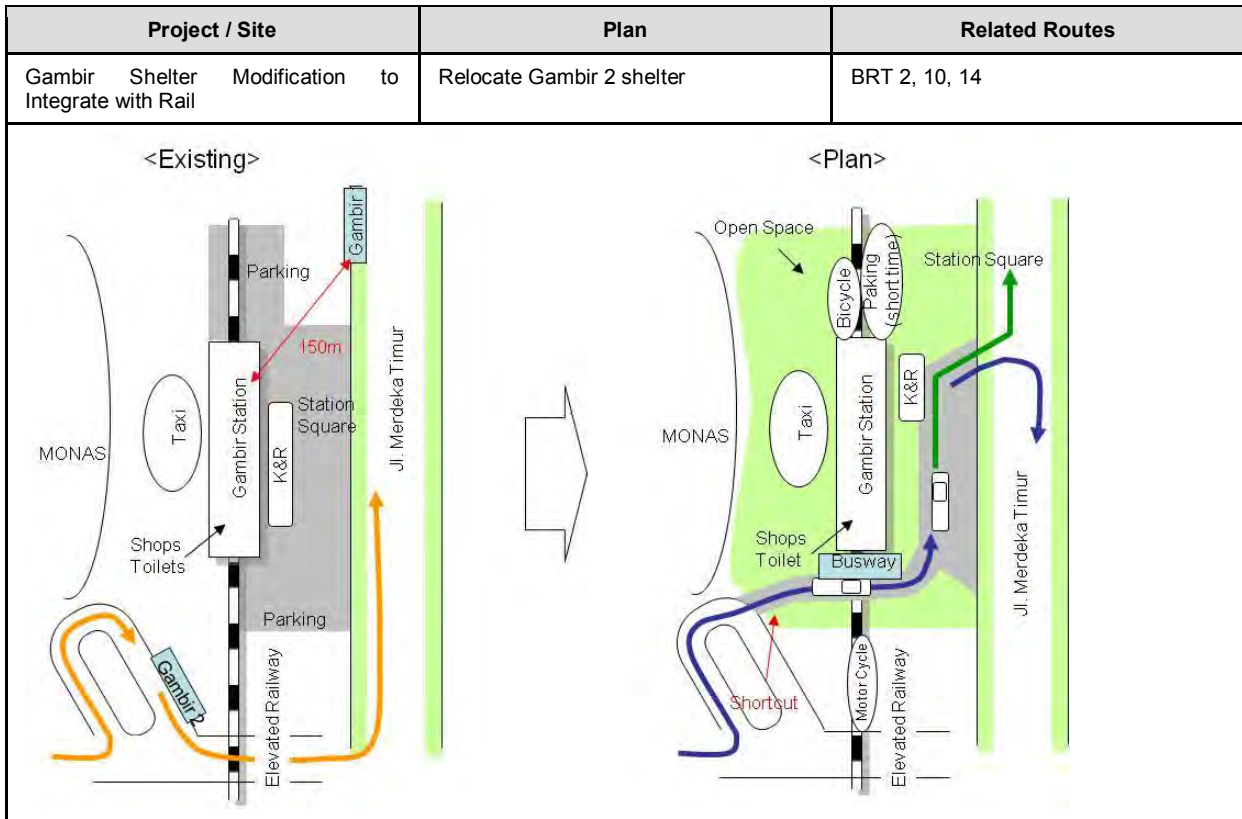 Project / Site
Plan
Related Routes
Gambir Shelter Modification to
Integrate with Rail
Relocate Gambir 2 shelter
BRT 2, 10, 14
<Existing>
Gambir 1
Parking
150m
Station
Square
Taxi
Gambir Station
K&R
MONAS
Jl. Merdeka Timur
Shops
Toilets
Parking
Gambir 2
Elevated Railway
<Plan>
Open Space
Station Square
Bicycle
Paking
(short time)
K&R
Taxi
Gambir Station
MONAS
Shops
Toilet
Busway
Jl. Merdeka Timur
Shortcut
Motor Cycle
Elevated Railway